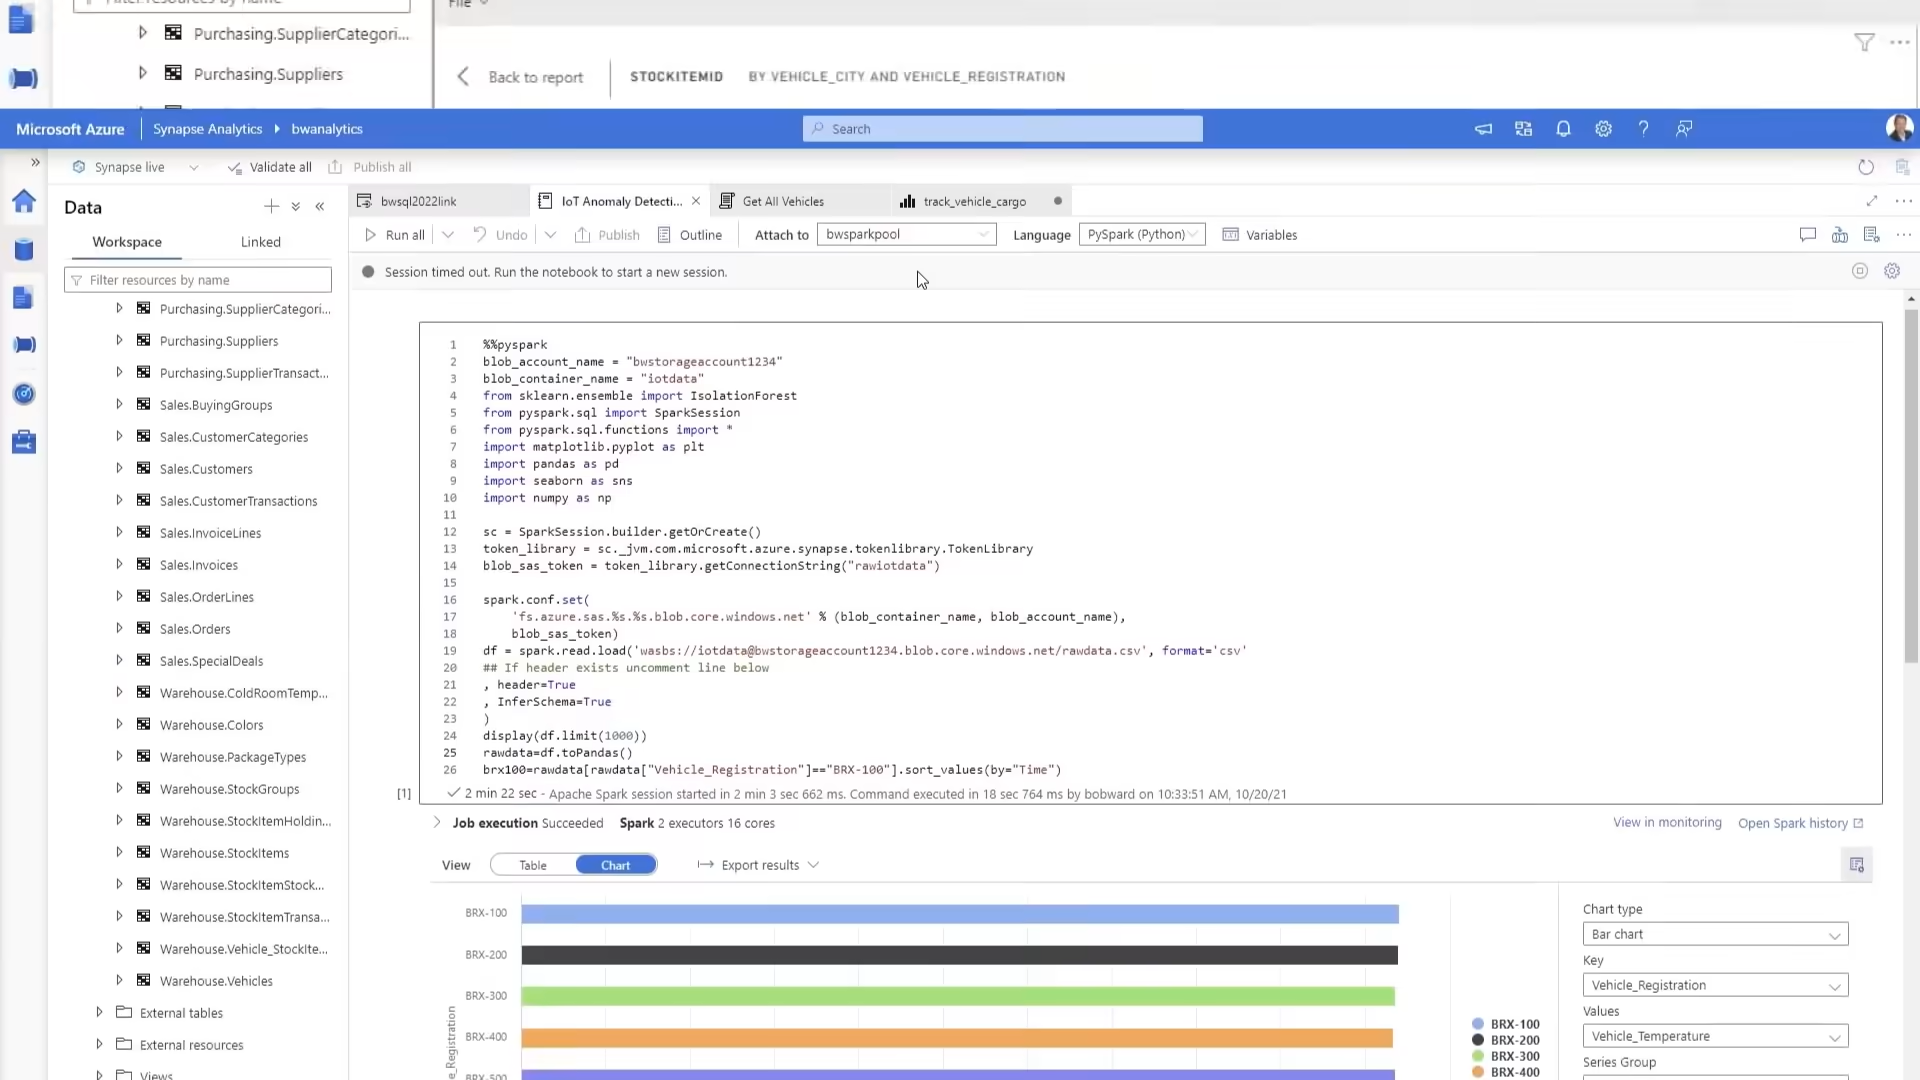 Filter resources by name
File
Purchasing.SupplierCategori...
Purchasing.Suppliers
Back to report
STOCKITEMID BY VEHICLE_CITY AND VEHICLE_REGISTRATION
Microsoft Azure
Synapse Analytics
bwanalytics
Search
Synapse live
Validate all
Publish all
Data
Workspace
Linked
Filter resources by name
Purchasing.SupplierCategori...
Purchasing.Suppliers
Purchasing.SupplierTransact...
Sales.BuyingGroups
Sales.CustomerCategories
Sales.Customers
Sales.CustomerTransactions
Sales.InvoiceLines
Sales.Invoices
Sales.OrderLines
Sales.Orders
Sales.SpecialDeals
Warehouse.ColdRoomTemp...
Warehouse.Colors
Warehouse.PackageTypes
Warehouse.StockGroups
Warehouse.StockItemHoldin...
Warehouse.StockItems
Warehouse.StockItemStock...
Warehouse.StockItemTransa...
Warehouse.Vehicle_StockIte...
Warehouse.Vehicles
External tables
External resources
Views
bwsql2022link
IoT Anomaly Detecti...
Get All Vehicles
track_vehicle_cargo
Run all
Undo
Publish
Outline
Attach to
bwsparkpool
Language
PySpark (Python)
Variables
Session timed out. Run the notebook to start a new session.
1 %%pyspark
2 blob_account_name = "bwstorageaccount1234"
3 blob_container_name = "iotdata"
4 from sklearn.ensemble import IsolationForest
5 from pyspark.sql import SparkSession
6 from pyspark.sql.functions import *
7 import matplotlib.pyplot as plt
8 import pandas as pd
9 import seaborn as sns
10 import numpy as np
11
12 sc = SparkSession.builder.getOrCreate()
13 token_library = sc._jvm.com.microsoft.azure.synapse.tokenlibrary.TokenLibrary
14 blob_sas_token = token_library.getConnectionString("rawiotdata")
15
16 spark.conf.set(
17 'fs.azure.sas.%s.%s.blob.core.windows.net' % (blob_container_name, blob_account_name),
18 blob_sas_token)
19 df = spark.read.load('wasbs://iotdata@bwstorageaccount1234.blob.core.windows.net/rawdata.csv', format='csv'
20 ## If header exists uncomment line below
21 , header=True
22 , InferSchema=True
23 )
24 display(df.limit(1000))
25 rawdata=df.toPandas()
26 brx100=rawdata[rawdata["Vehicle_Registration"]=="BRX-100"].sort_values(by="Time")
[1] 2 min 22 sec - Apache Spark session started in 2 min 3 sec 662 ms. Command executed in 18 sec 764 ms by bobward on 10:33:51 AM, 10/20/21
Job execution Succeeded Spark 2 executors 16 cores
View in monitoring
Open Spark history
View
Table
Chart
Export results
BRX-100
BRX-200
BRX-300
BRX-400
BRX-500
e_Registration
BRX-100
BRX-200
BRX-300
BRX-400
Chart type
Bar chart
Key
Vehicle_Registration
Values
Vehicle_Temperature
Series Group